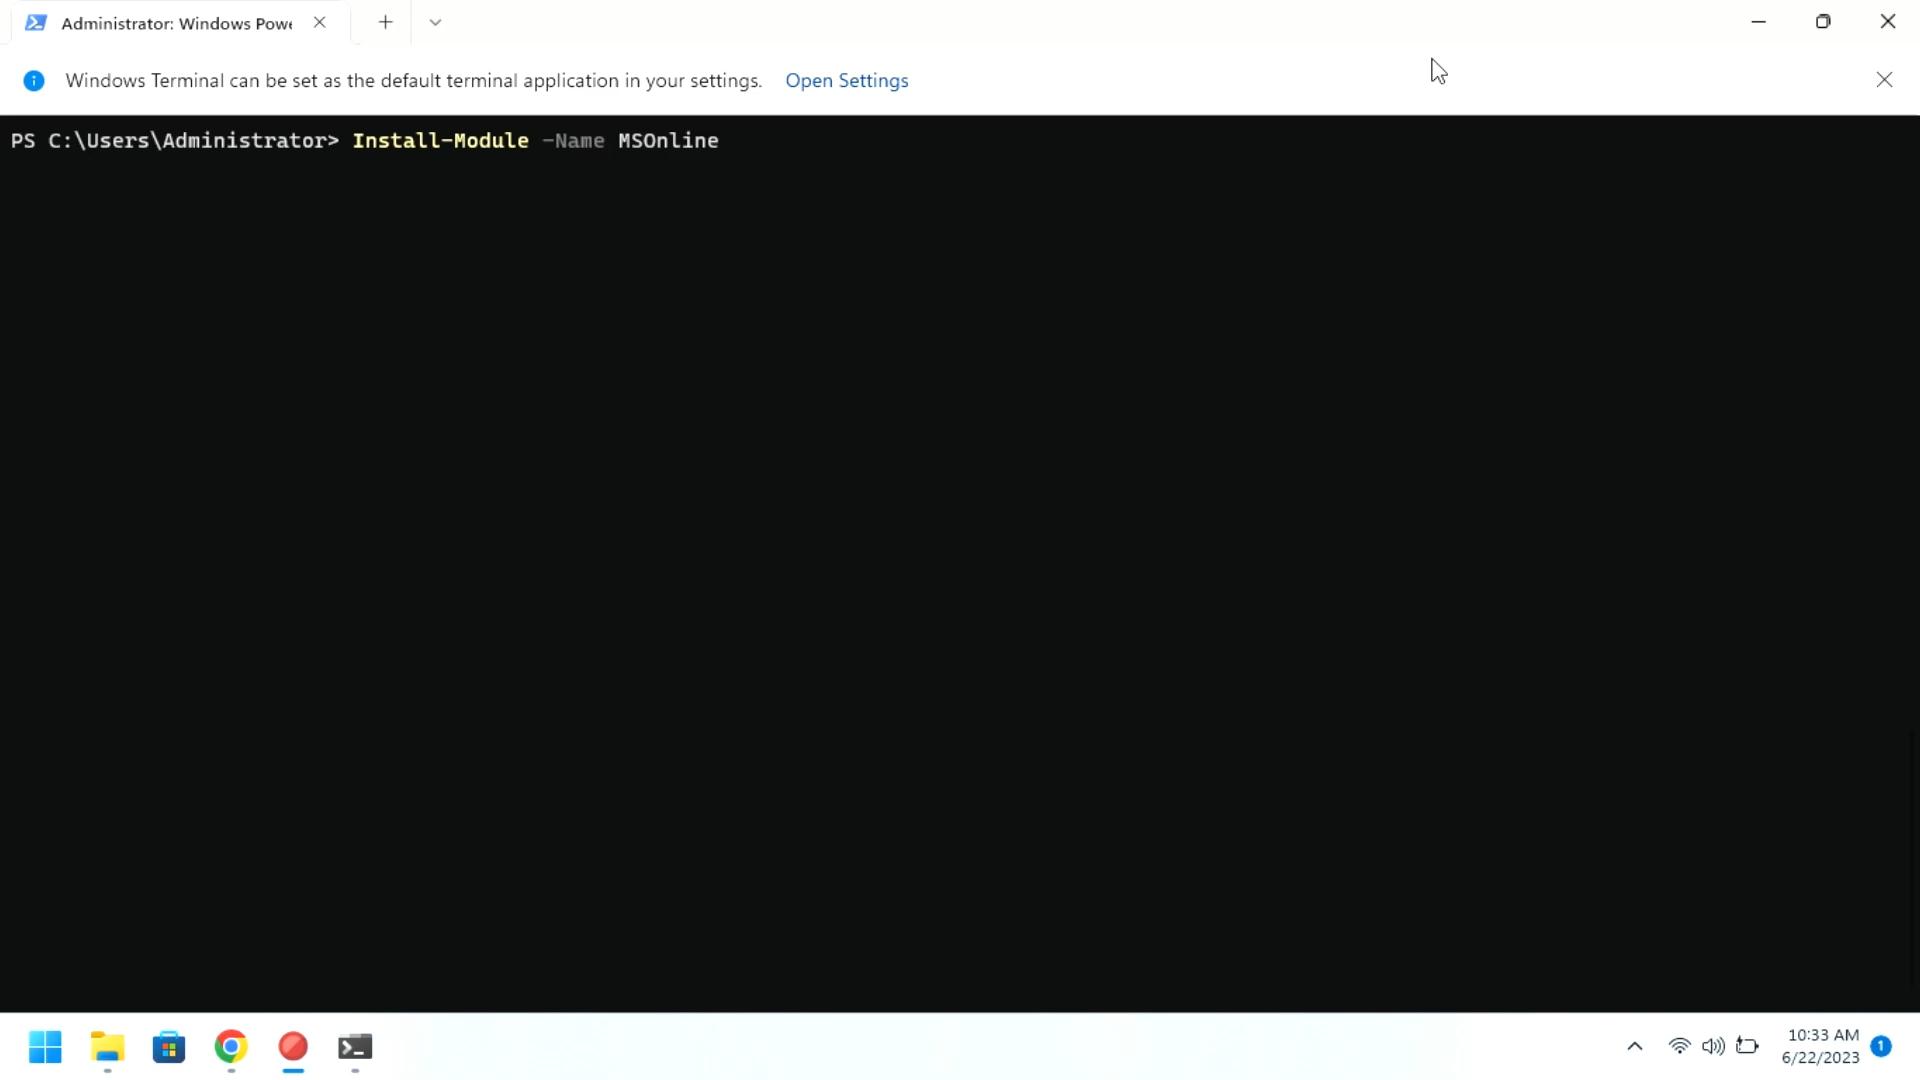 Administrator: Windows Powe
Windows Terminal can be set as the default terminal application in your settings. Open Settings
PS C:\Users\Administrator> Install-Module -Name MSOnline
10:33 AM
6/22/2023
1